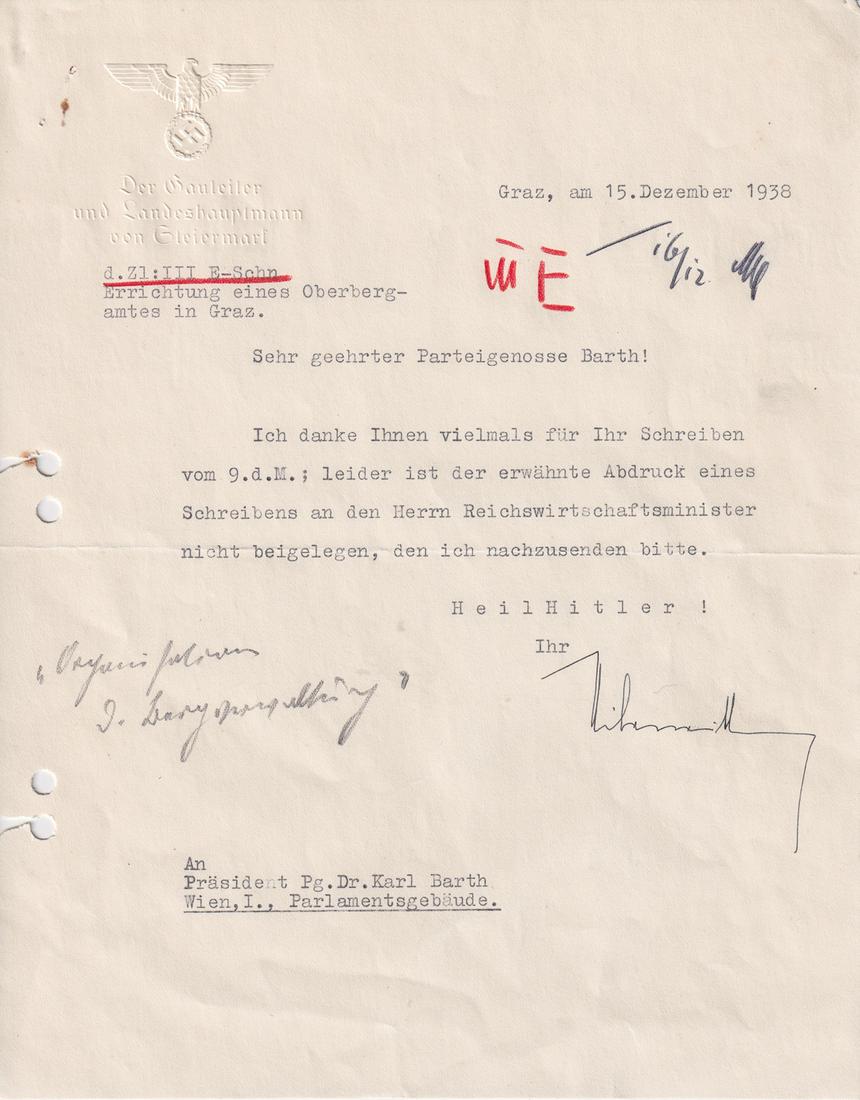 Der Gauleiter
und Landeshauptmann
von Steiermark
Graz, am 15.Dezember 1938
d.Zl:III E-Schn
Errichtung eines Oberberg-
amtes in Graz.
III E
16/12
Sehr geehrter Parteigenosse Barth!
Ich danke Ihnen vielmals für Ihr Schreiben
vom 9.d.M.; leider ist der erwähnte Abdruck eines
Schreibens an den Herrn Reichswirtschaftsminister
nicht beigelegen, den ich nachzusenden bitte.
H e i l H i t l e r !
Ihr
„Organisation
d. Bergverwaltung"
An
Präsident Pg.Dr.Karl Barth
Wien,I., Parlamentsgebäude.